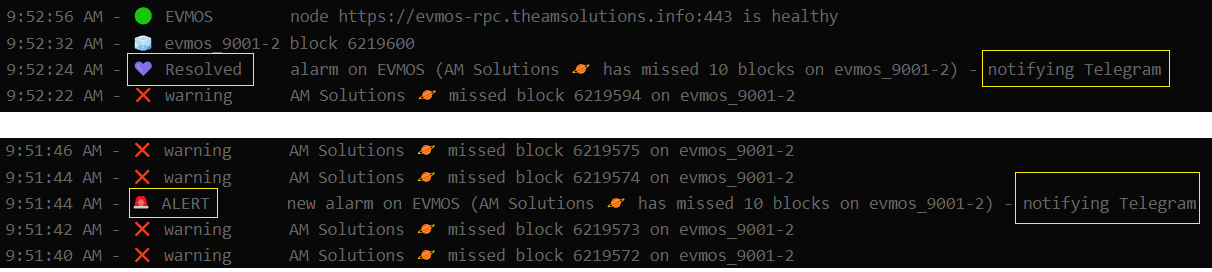 9:52:56 AM - 🟢 EVMOS node https://evmos-rpc.theamsolutions.info:443 is healthy
9:52:32 AM - 🧊 evmos_9001-2 block 6219600
9:52:24 AM - 💜 Resolved alarm on EVMOS (AM Solutions 🪐 has missed 10 blocks on evmos_9001-2) - notifying Telegram
9:52:22 AM - ❌ warning AM Solutions 🪐 missed block 6219594 on evmos_9001-2
9:51:46 AM - ❌ warning AM Solutions 🪐 missed block 6219575 on evmos_9001-2
9:51:44 AM - ❌ warning AM Solutions 🪐 missed block 6219574 on evmos_9001-2
9:51:44 AM - 🚨 ALERT new alarm on EVMOS (AM Solutions 🪐 has missed 10 blocks on evmos_9001-2) - notifying Telegram
9:51:42 AM - ❌ warning AM Solutions 🪐 missed block 6219573 on evmos_9001-2
9:51:40 AM - ❌ warning AM Solutions 🪐 missed block 6219572 on evmos_9001-2